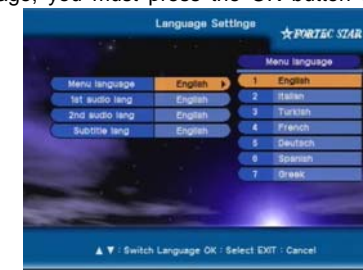 age, you must press the OK button
Language Settings
FORTEC STAR
Menu language
Menu language English
1st audio lang English
2nd audio lang English
Subtitle lang English
1 English
2 Italian
3 Turkish
4 French
5 Deutsch
6 Spanish
7 Greek
▲ ▼ : Switch Language OK : Select EXIT : Cancel